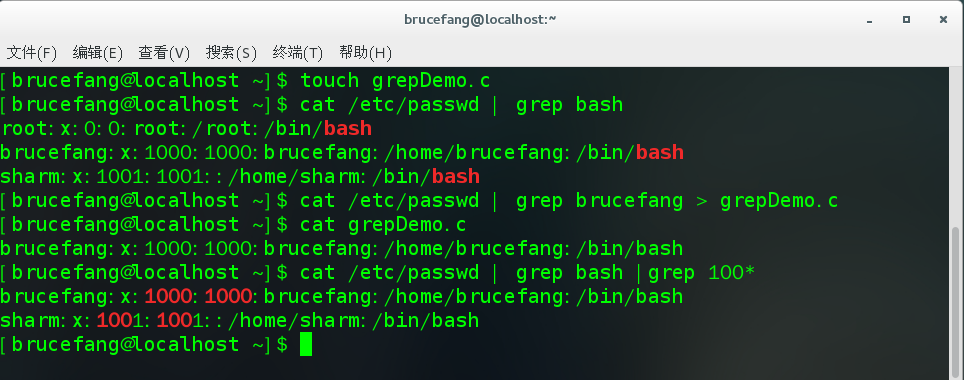 brucefang@localhost:~
文件(F) 编辑(E) 查看(V) 搜索(S) 终端(T) 帮助(H)
[brucefang@localhost ~]$ touch grepDemo.c
[brucefang@localhost ~]$ cat /etc/passwd | grep bash
root:x:0:0:root:/root:/bin/bash
brucefang:x:1000:1000:brucefang:/home/brucefang:/bin/bash
sharm:x:1001:1001::/home/sharm:/bin/bash
[brucefang@localhost ~]$ cat /etc/passwd | grep brucefang > grepDemo.c
[brucefang@localhost ~]$ cat grepDemo.c
brucefang:x:1000:1000:brucefang:/home/brucefang:/bin/bash
[brucefang@localhost ~]$ cat /etc/passwd | grep bash |grep 100*
brucefang:x:1000:1000:brucefang:/home/brucefang:/bin/bash
sharm:x:1001:1001::/home/sharm:/bin/bash
[brucefang@localhost ~]$